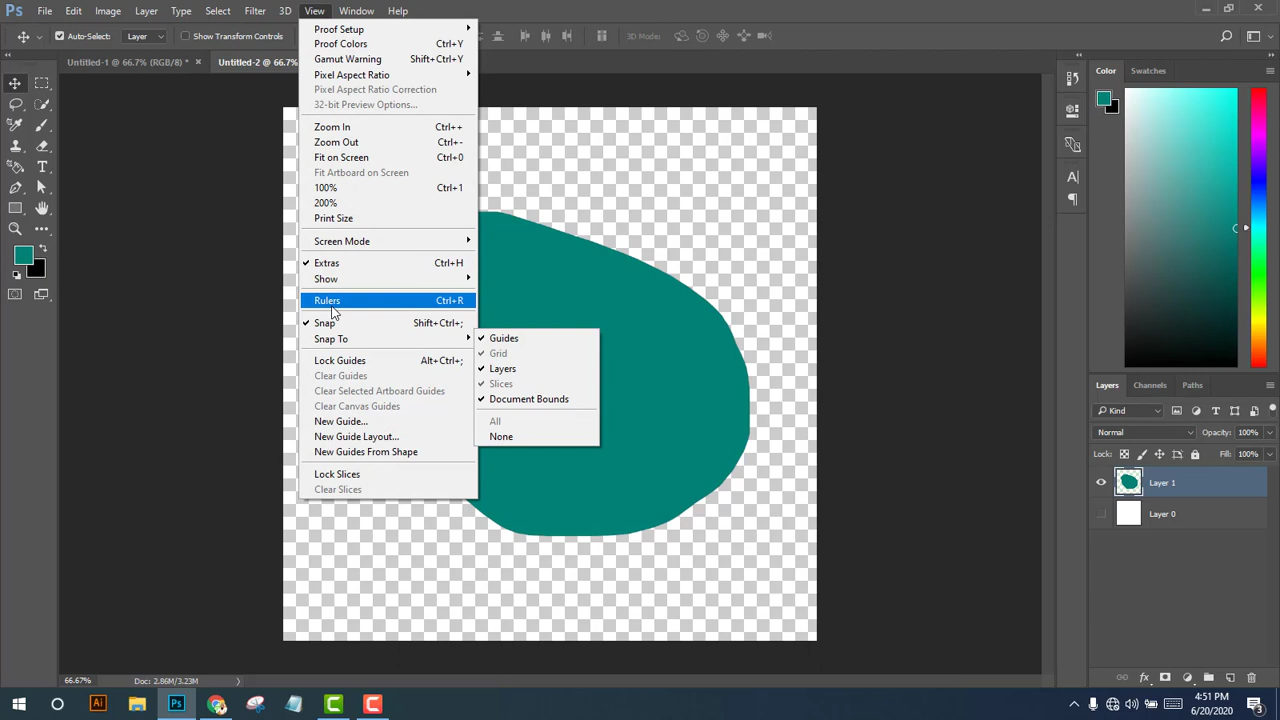 Ps File Edit Image Layer Type Select Filter 3D View Window Help
Auto-Select: Layer Show Transform Controls 3D Mode:
Untitled-1 @ 66.7% (RGB/8) * × Untitled-2 @ 66.7%
Proof Setup
Proof Colors Ctrl+Y
Gamut Warning Shift+Ctrl+Y
Pixel Aspect Ratio
Pixel Aspect Ratio Correction
32-bit Preview Options...
Zoom In Ctrl++
Zoom Out Ctrl+-
Fit on Screen Ctrl+0
Fit Artboard on Screen
100% Ctrl+1
200%
Print Size
Screen Mode
Extras Ctrl+H
Show
Rulers Ctrl+R
Snap Shift+Ctrl+;
Snap To
Lock Guides Alt+Ctrl+;
Clear Guides
Clear Selected Artboard Guides
Clear Canvas Guides
New Guide...
New Guide Layout...
New Guides From Shape
Lock Slices
Clear Slices
Guides
Grid
Layers
Slices
Document Bounds
All
None
Color Swatches
Layers Channels Paths
Kind
Normal Opacity: 100%
Lock: Fill: 100%
Layer 1
Layer 0
66.67% Doc: 2.86M/3.23M
Ai Ps
4:51 PM
6/20/2020